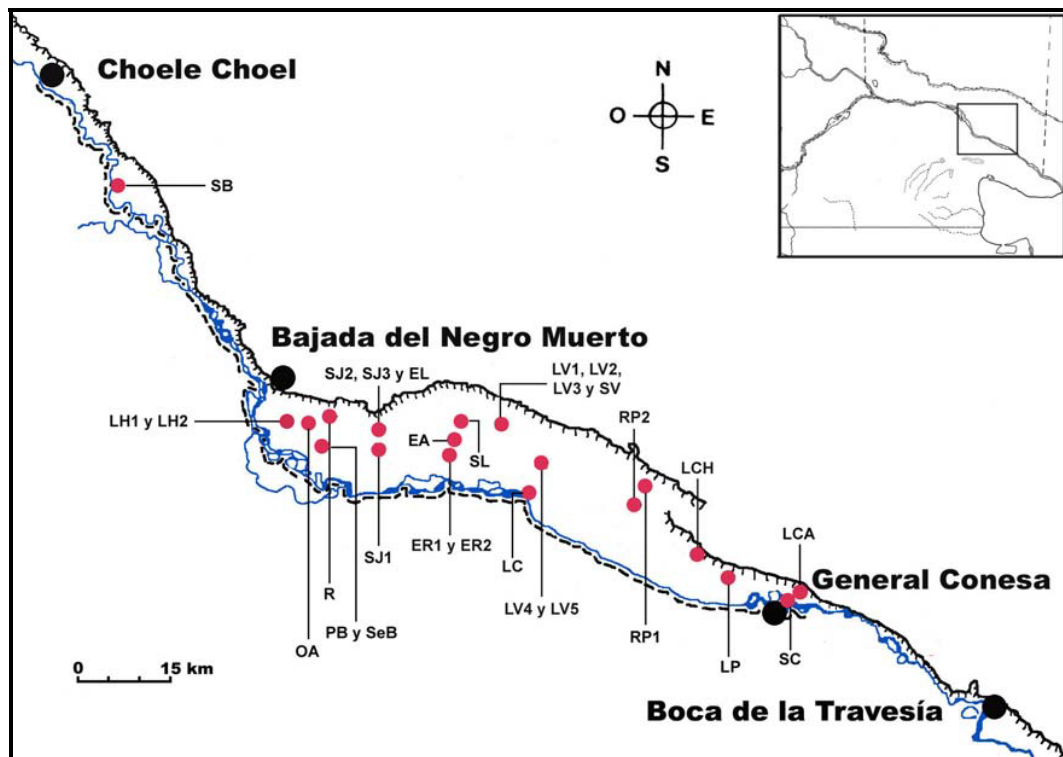 Choele Choel
N
O
E
S
SB
Bajada del Negro Muerto
SJ2, SJ3 y EL
LV1, LV2,
LV3 y SV
LH1 y LH2
EA
SL
RP2
LCH
LCA
General Conesa
R
SJ1
ER1 y ER2
LC
LV4 y LV5
PB y SeB
OA
RP1
LP
SC
0 15 km
Boca de la Travesía